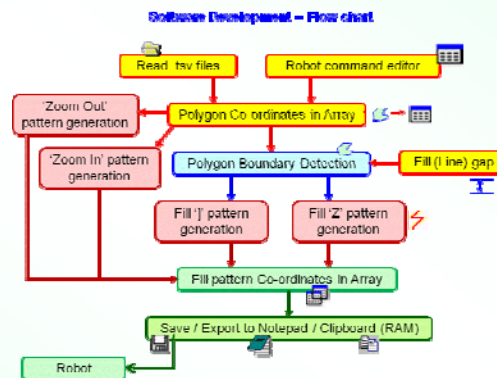 Software Development – Flow chart
Read .tsv files
Robot command editor
'Zoom Out'
pattern generation
Polygon Co ordinates in Array
'Zoom In' pattern
generation
Polygon Boundary Detection
Fill (Line) gap
Fill ']' pattern
generation
Fill 'Z' pattern
generation
Fill pattern Co-ordinates in Array
Save / Export to Notepad / Clipboard (RAM)
Robot